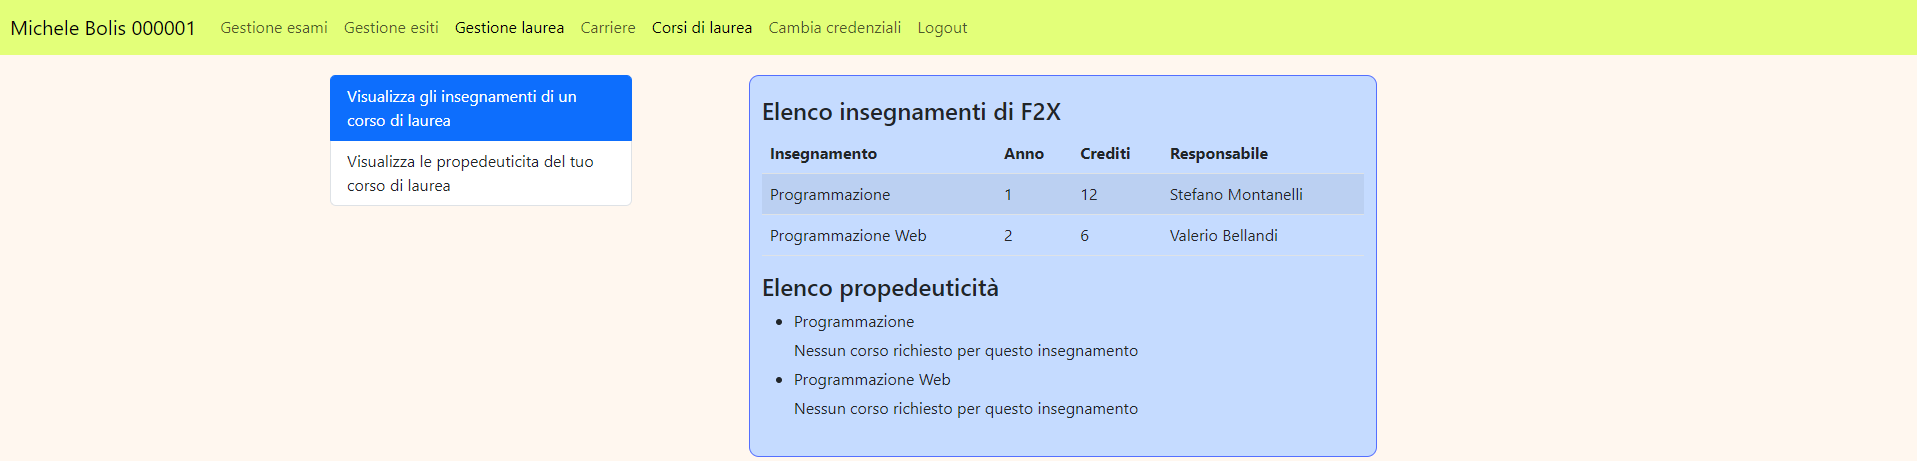 Michele Bolis 000001 Gestione esami Gestione esiti Gestione laurea Carriere Corsi di laurea Cambia credenziali Logout
Visualizza gli insegnamenti di un
corso di laurea
Visualizza le propedeuticita del tuo
corso di laurea
Elenco insegnamenti di F2X
Insegnamento Anno Crediti Responsabile
Programmazione 1 12 Stefano Montanelli
Programmazione Web 2 6 Valerio Bellandi
Elenco propedeuticità
• Programmazione
Nessun corso richiesto per questo insegnamento
• Programmazione Web
Nessun corso richiesto per questo insegnamento